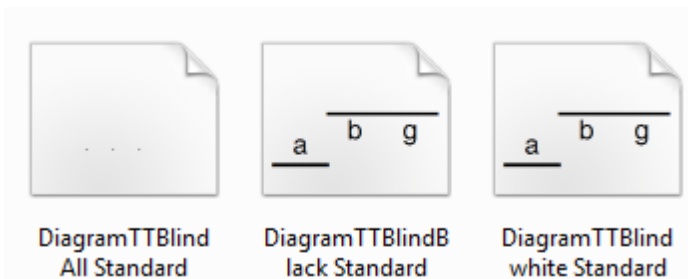 . . .
a b g
a b g
DiagramTTBlind All Standard
DiagramTTBlindB lack Standard
DiagramTTBlind white Standard